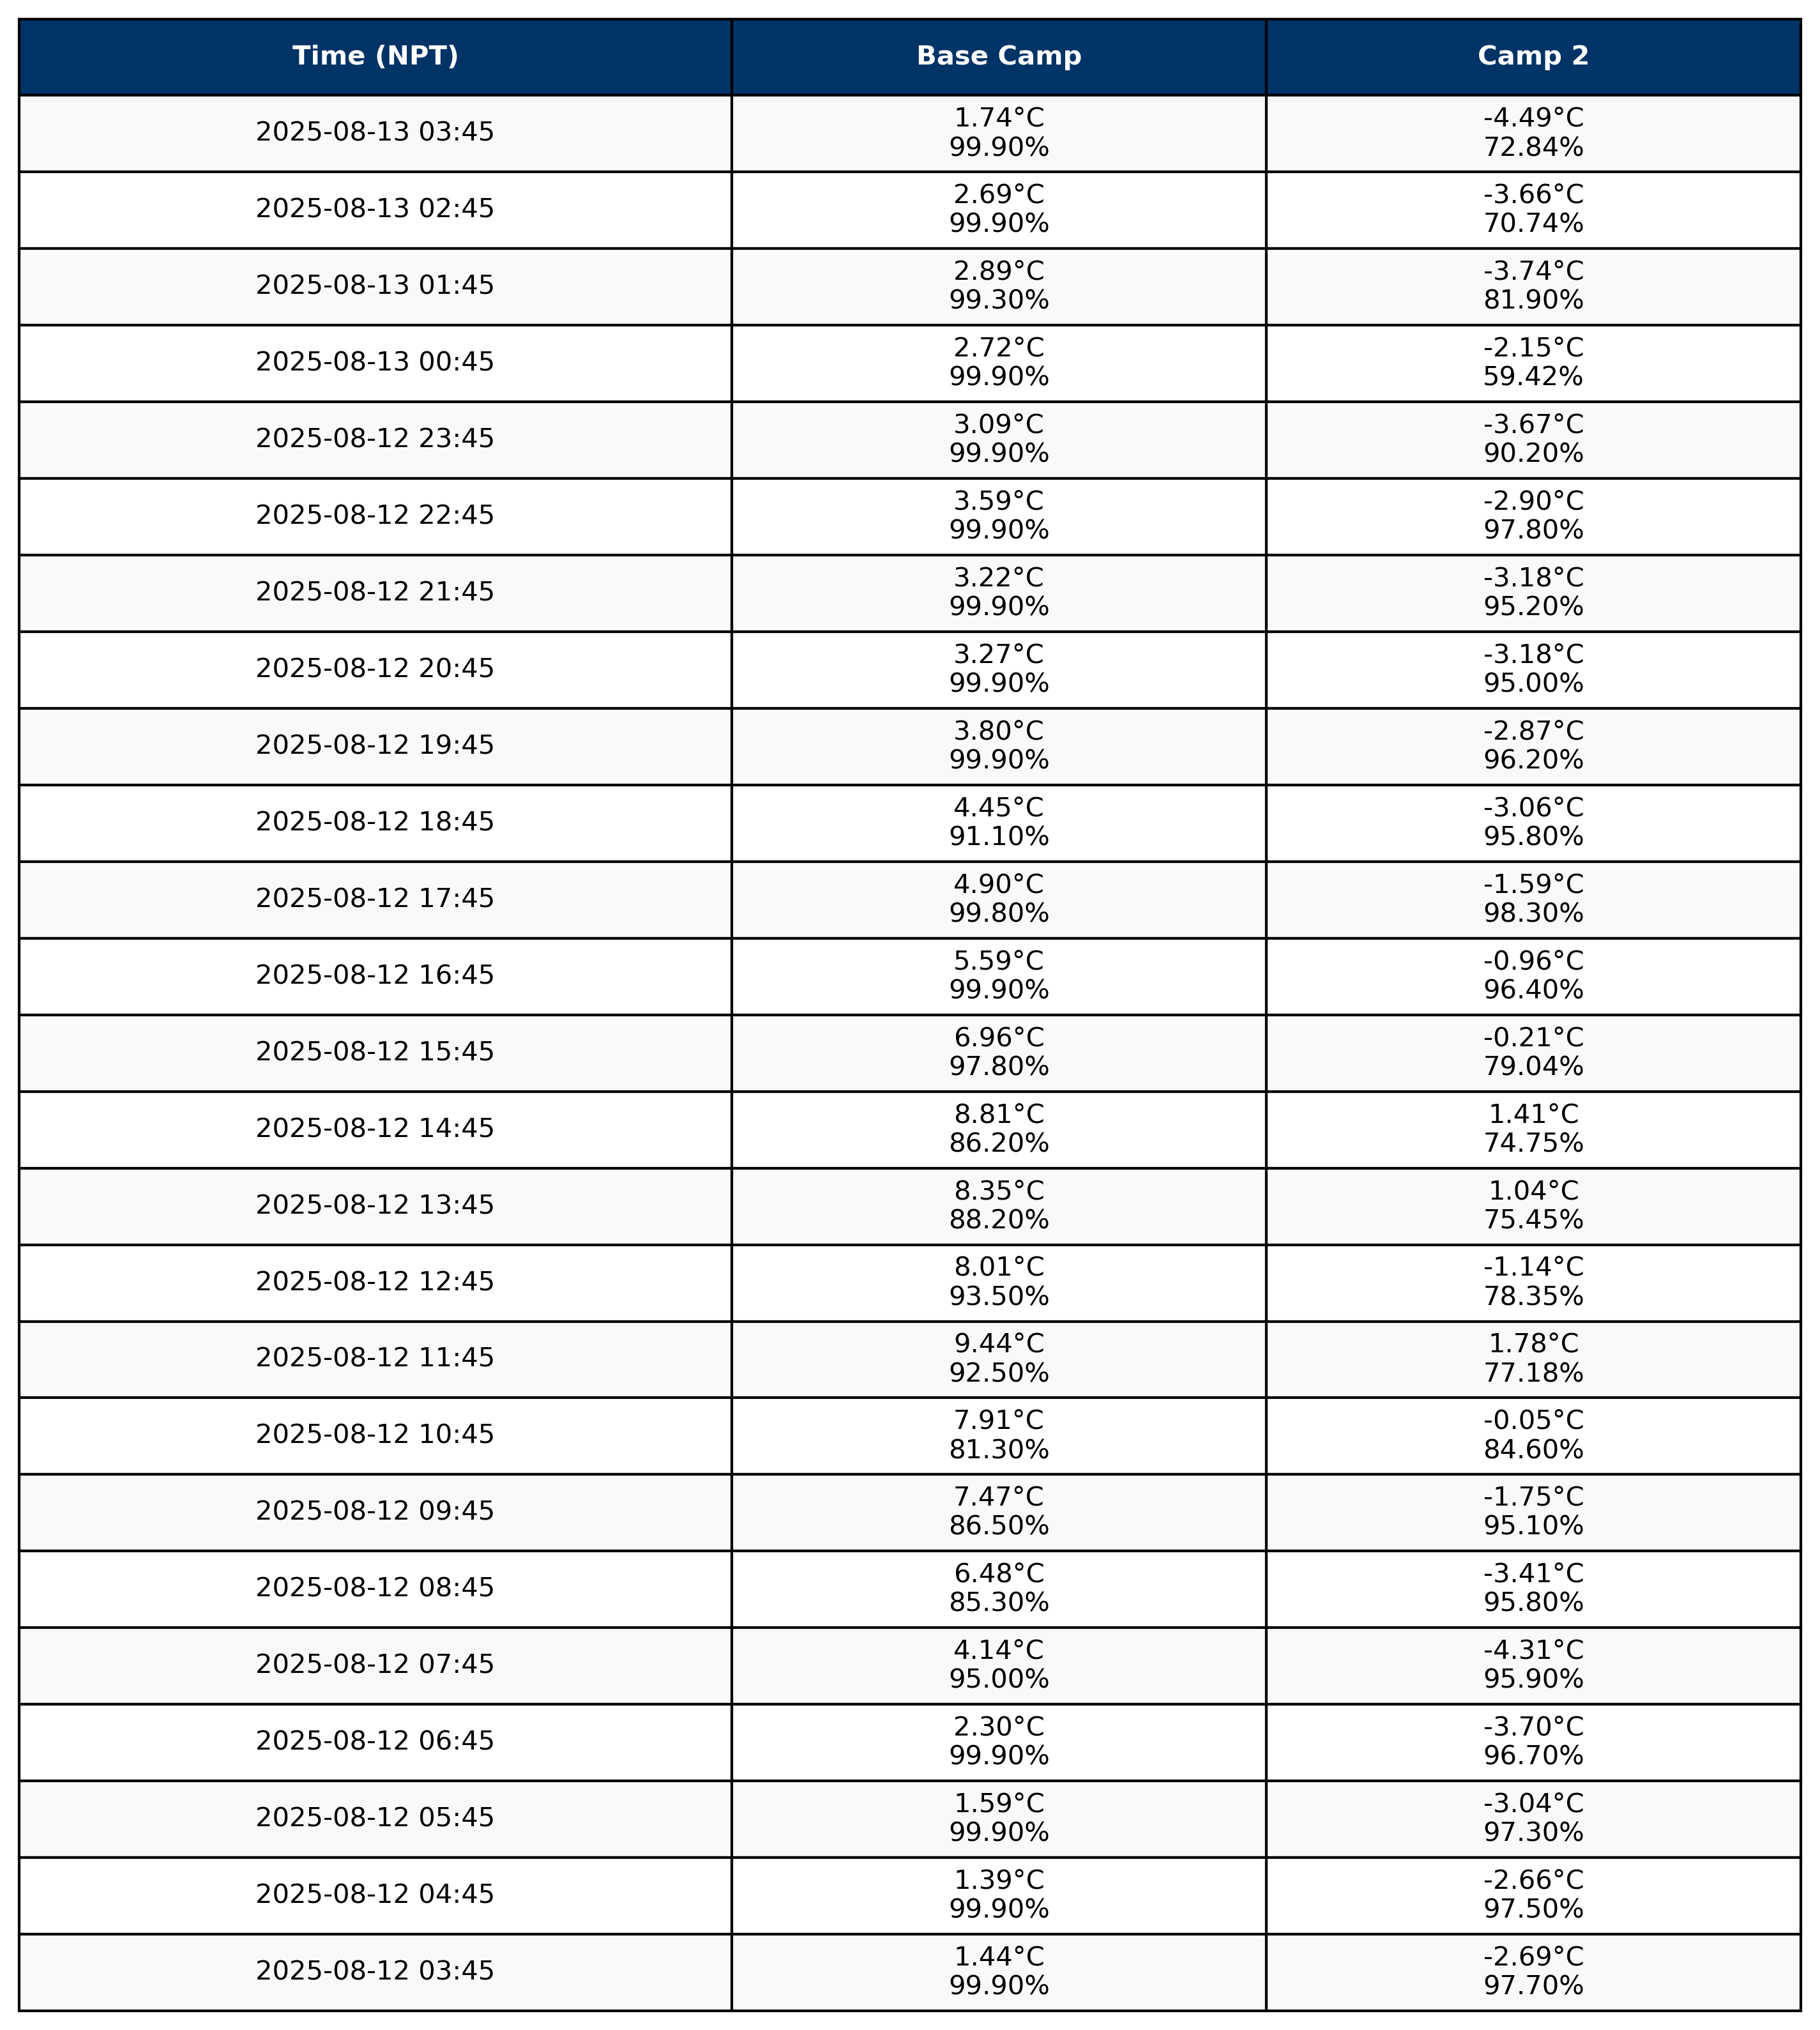 Time (NPT) Base Camp Camp 2
2025-08-13 03:45 1.74°C -4.49°C
99.90% 72.84%
2025-08-13 02:45 2.69°C -3.66°C
99.90% 70.74%
2025-08-13 01:45 2.89°C -3.74°C
99.30% 81.90%
2025-08-13 00:45 2.72°C -2.15°C
99.90% 59.42%
2025-08-12 23:45 3.09°C -3.67°C
99.90% 90.20%
2025-08-12 22:45 3.59°C -2.90°C
99.90% 97.80%
2025-08-12 21:45 3.22°C -3.18°C
99.90% 95.20%
2025-08-12 20:45 3.27°C -3.18°C
99.90% 95.00%
2025-08-12 19:45 3.80°C -2.87°C
99.90% 96.20%
2025-08-12 18:45 4.45°C -3.06°C
91.10% 95.80%
2025-08-12 17:45 4.90°C -1.59°C
99.80% 98.30%
2025-08-12 16:45 5.59°C -0.96°C
99.90% 96.40%
2025-08-12 15:45 6.96°C -0.21°C
97.80% 79.04%
2025-08-12 14:45 8.81°C 1.41°C
86.20% 74.75%
2025-08-12 13:45 8.35°C 1.04°C
88.20% 75.45%
2025-08-12 12:45 8.01°C -1.14°C
93.50% 78.35%
2025-08-12 11:45 9.44°C 1.78°C
92.50% 77.18%
2025-08-12 10:45 7.91°C -0.05°C
81.30% 84.60%
2025-08-12 09:45 7.47°C -1.75°C
86.50% 95.10%
2025-08-12 08:45 6.48°C -3.41°C
85.30% 95.80%
2025-08-12 07:45 4.14°C -4.31°C
95.00% 95.90%
2025-08-12 06:45 2.30°C -3.70°C
99.90% 96.70%
2025-08-12 05:45 1.59°C -3.04°C
99.90% 97.30%
2025-08-12 04:45 1.39°C -2.66°C
99.90% 97.50%
2025-08-12 03:45 1.44°C -2.69°C
99.90% 97.70%